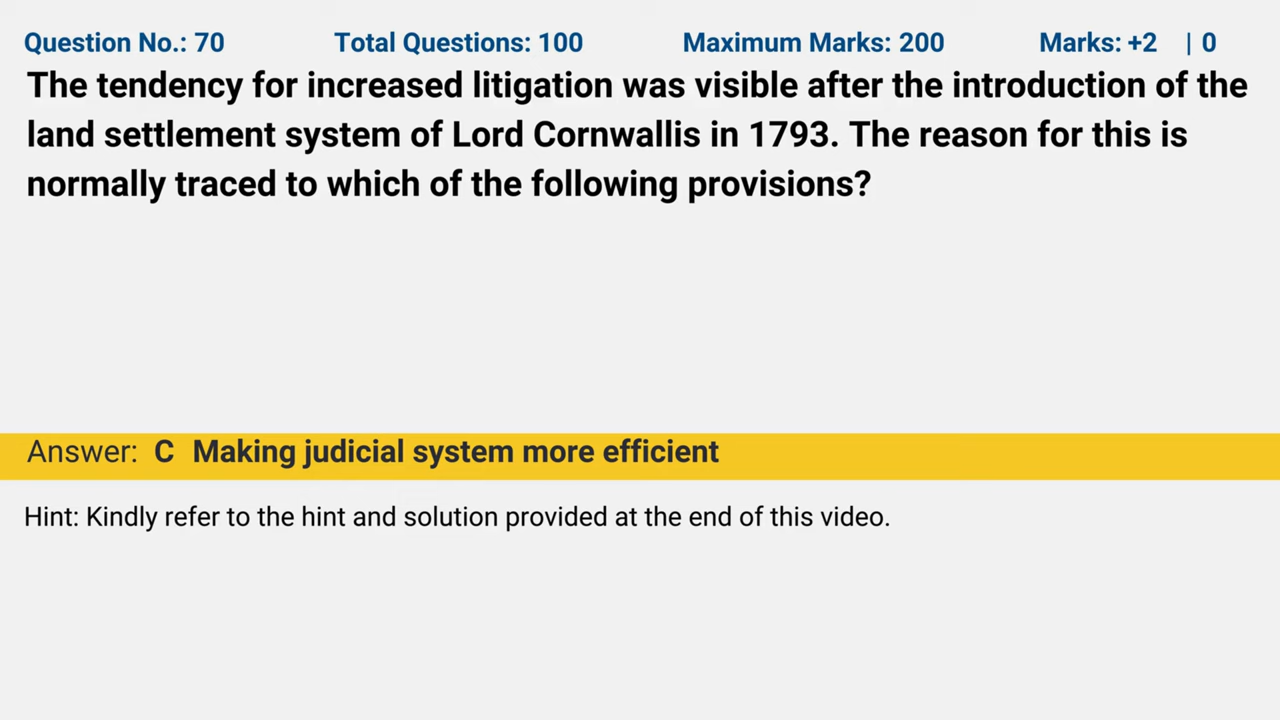 Question No.: 70 Total Questions: 100 Maximum Marks: 200 Marks: +2 | 0
The tendency for increased litigation was visible after the introduction of the
land settlement system of Lord Cornwallis in 1793. The reason for this is
normally traced to which of the following provisions?
Answer: C Making judicial system more efficient
Hint: Kindly refer to the hint and solution provided at the end of this video.